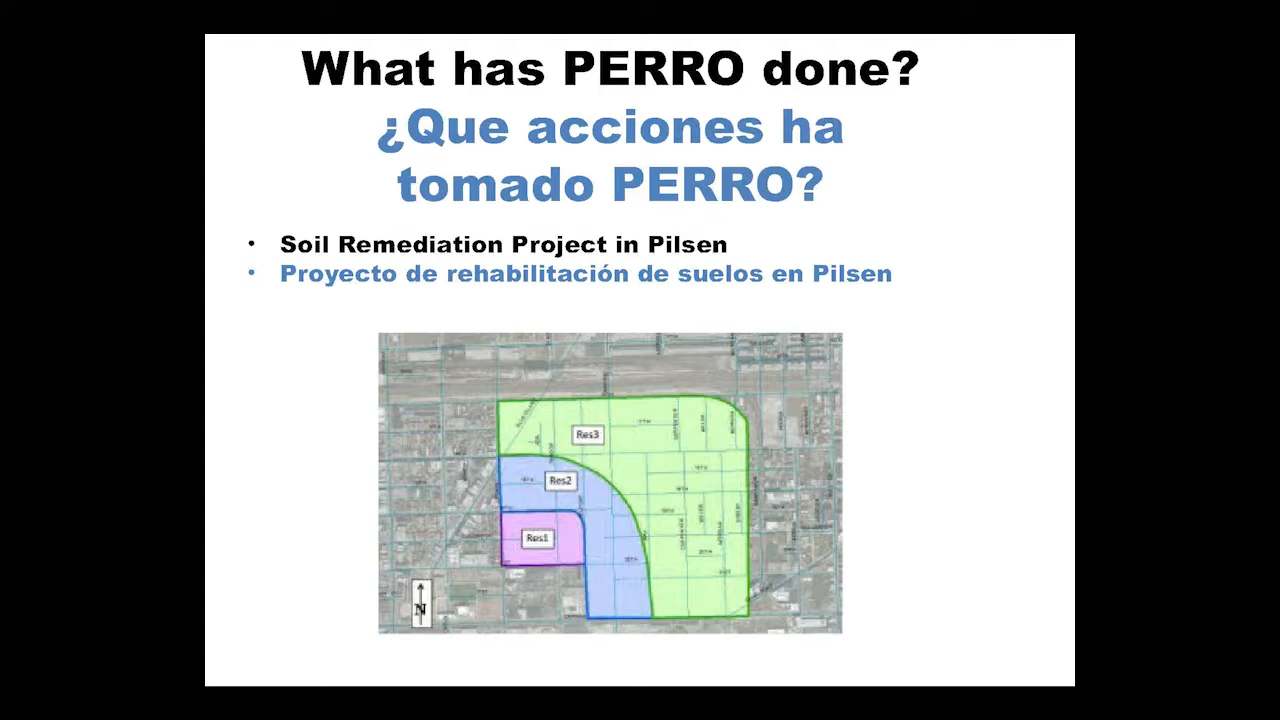 What has PERRO done?
¿Que acciones ha
tomado PERRO?
• Soil Remediation Project in Pilsen
• Proyecto de rehabilitación de suelos en Pilsen
Res3
Res2
Res1
N